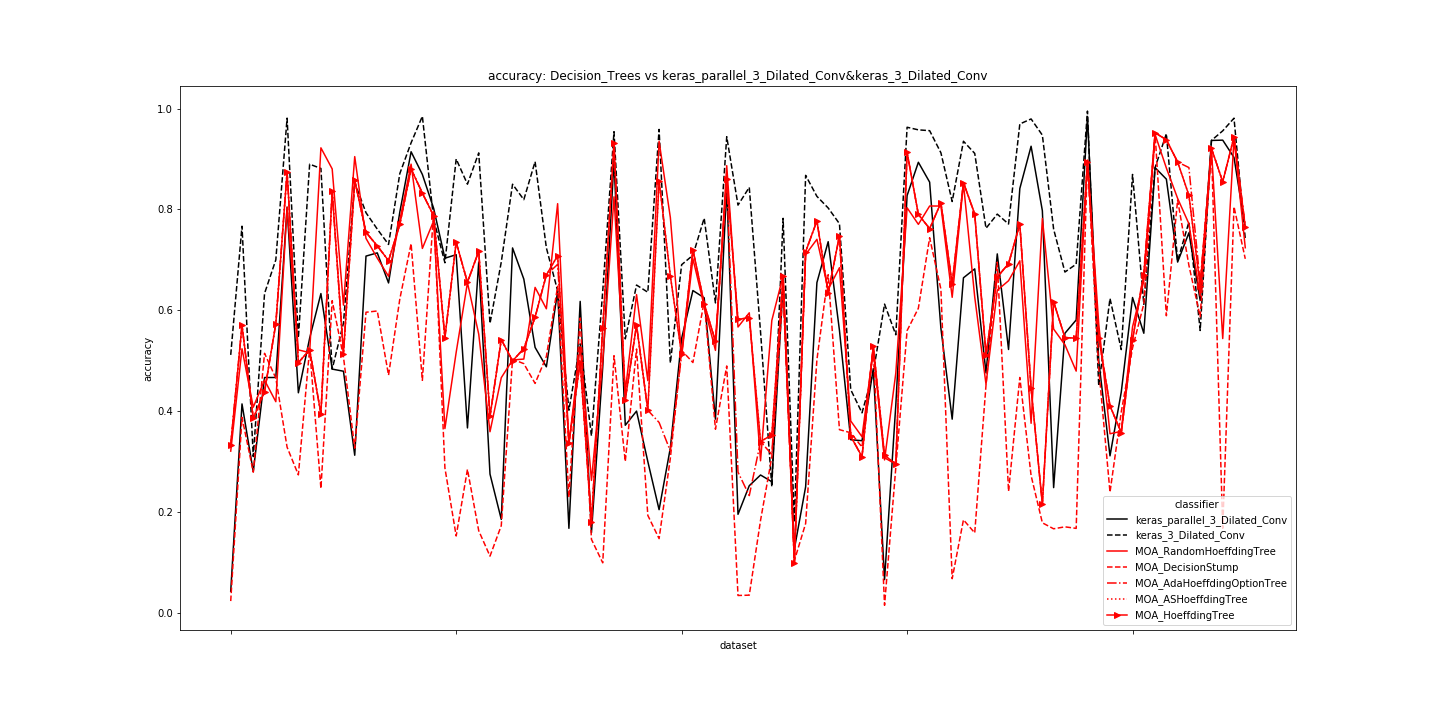 accuracy: Decision_Trees vs keras_parallel_3_Dilated_Conv&keras_3_Dilated_Conv
1.0
0.8
0.6
0.4
0.2
0.0
accuracy
dataset
classifier
keras_parallel_3_Dilated_Conv
keras_3_Dilated_Conv
MOA_RandomHoeffdingTree
MOA_DecisionStump
MOA_AdaHoeffdingOptionTree
MOA_ASHoeffdingTree
MOA_HoeffdingTree